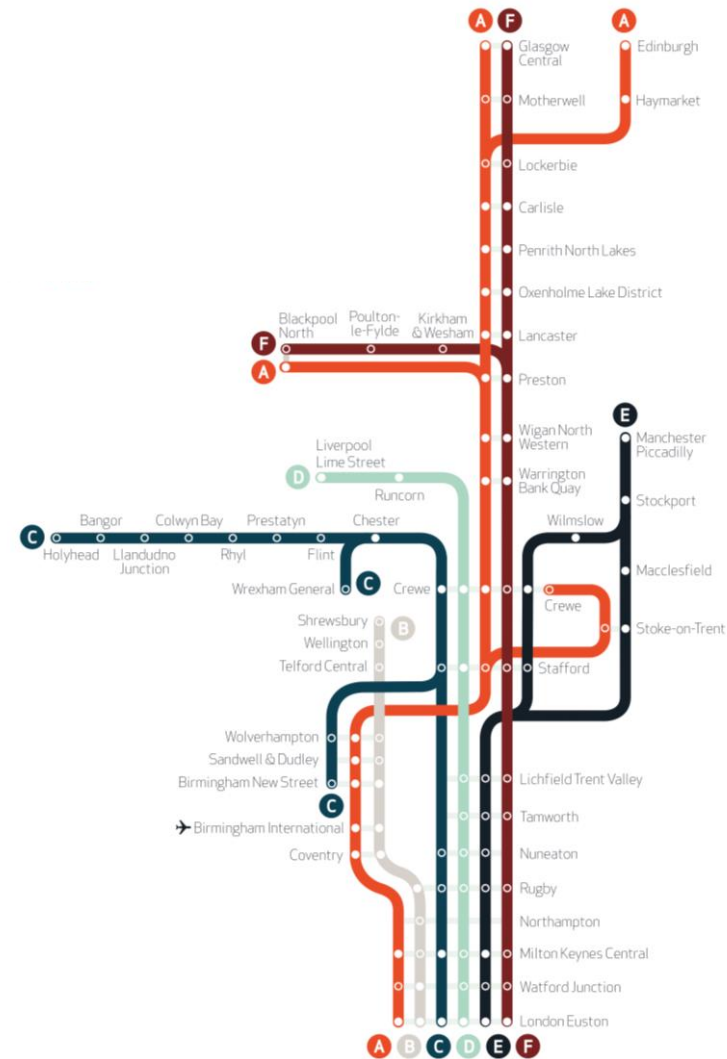 A
F
A
Glasgow
Central
Edinburgh
Motherwell
Haymarket
Lockerbie
Carlisle
Penrith North Lakes
Oxenholme Lake District
Blackpool
North
Poulton-
le-Fylde
Kirkham
& Wesham
Lancaster
F
A
Preston
E
Wigan North
Western
Manchester
Piccadilly
Liverpool
Lime Street
D
Runcorn
Warrington
Bank Quay
Stockport
Bangor
Colwyn Bay
Prestatyn
Chester
Wilmslow
C
Holyhead
Llandudno
Junction
Rhyl
Flint
Macclesfield
Wrexham General
C
Crewe
Crewe
Shrewsbury
B
Stoke-on-Trent
Wellington
Telford Central
Stafford
Wolverhampton
Sandwell & Dudley
Birmingham New Street
Lichfield Trent Valley
C
Tamworth
Birmingham International
Coventry
Nuneaton
Rugby
Northampton
Milton Keynes Central
Watford Junction
London Euston
A
B
C
D
E
F